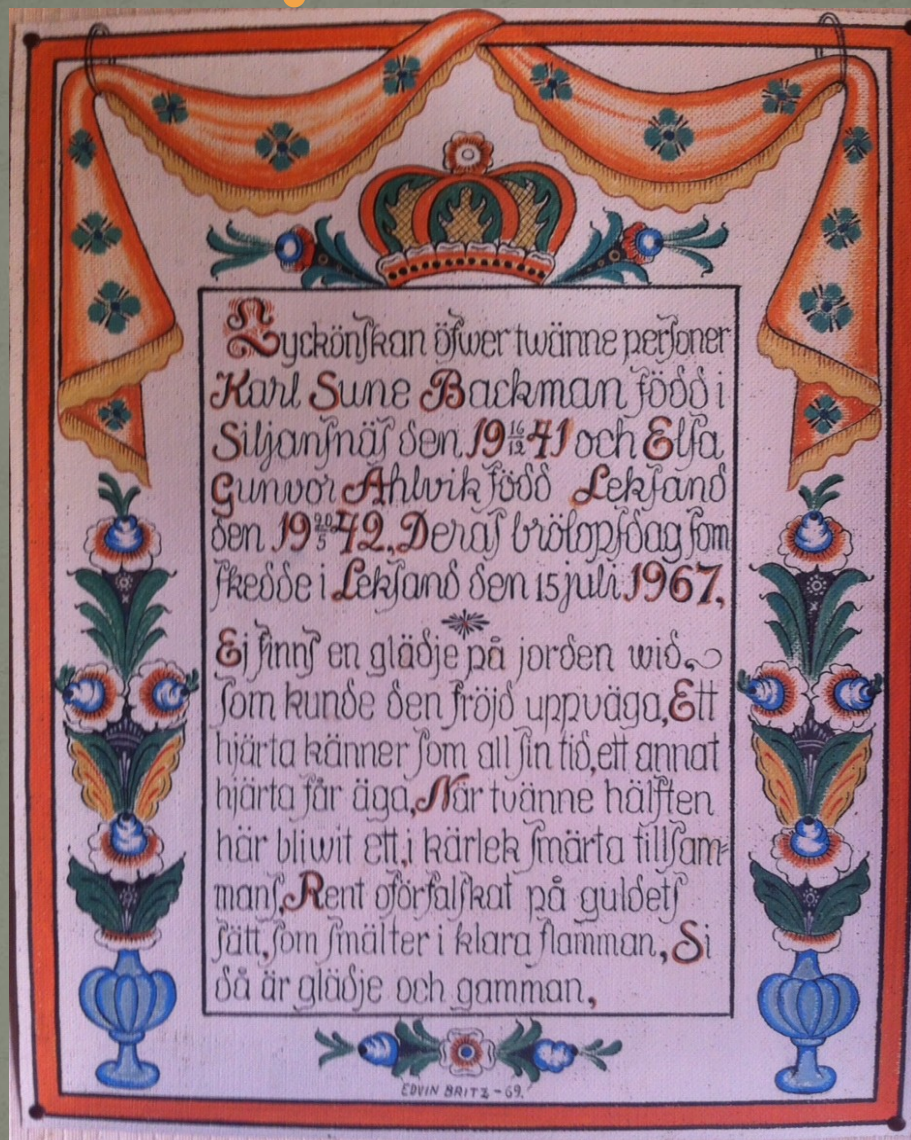 Lyckönſkan öfwer twänne perſoner
Karl Sune Backman född i
Siljanſnäſ den 19 16/12 41 och Elſa
Gunvor Ahlvik född Lekſand
den 19 20/5 42, Deraſ brölopſdag ſom
ſkedde i Lekſand den 15 juli 1967,
Ej finnſ en glädje på jorden wid,
ſom kunde den fröjd uppväga, Ett
hjärta känner ſom all ſin tid, ett annat
hjärta får äga, När tvänne hälften
här bliwit ett, i kärlek ſmärta tillſam=
manſ, Rent oförfalſkat på guldetſ
ſätt, ſom ſmälter i klara flamman, Si
då är glädje och gamman,
EDVIN BRITZ - 69.